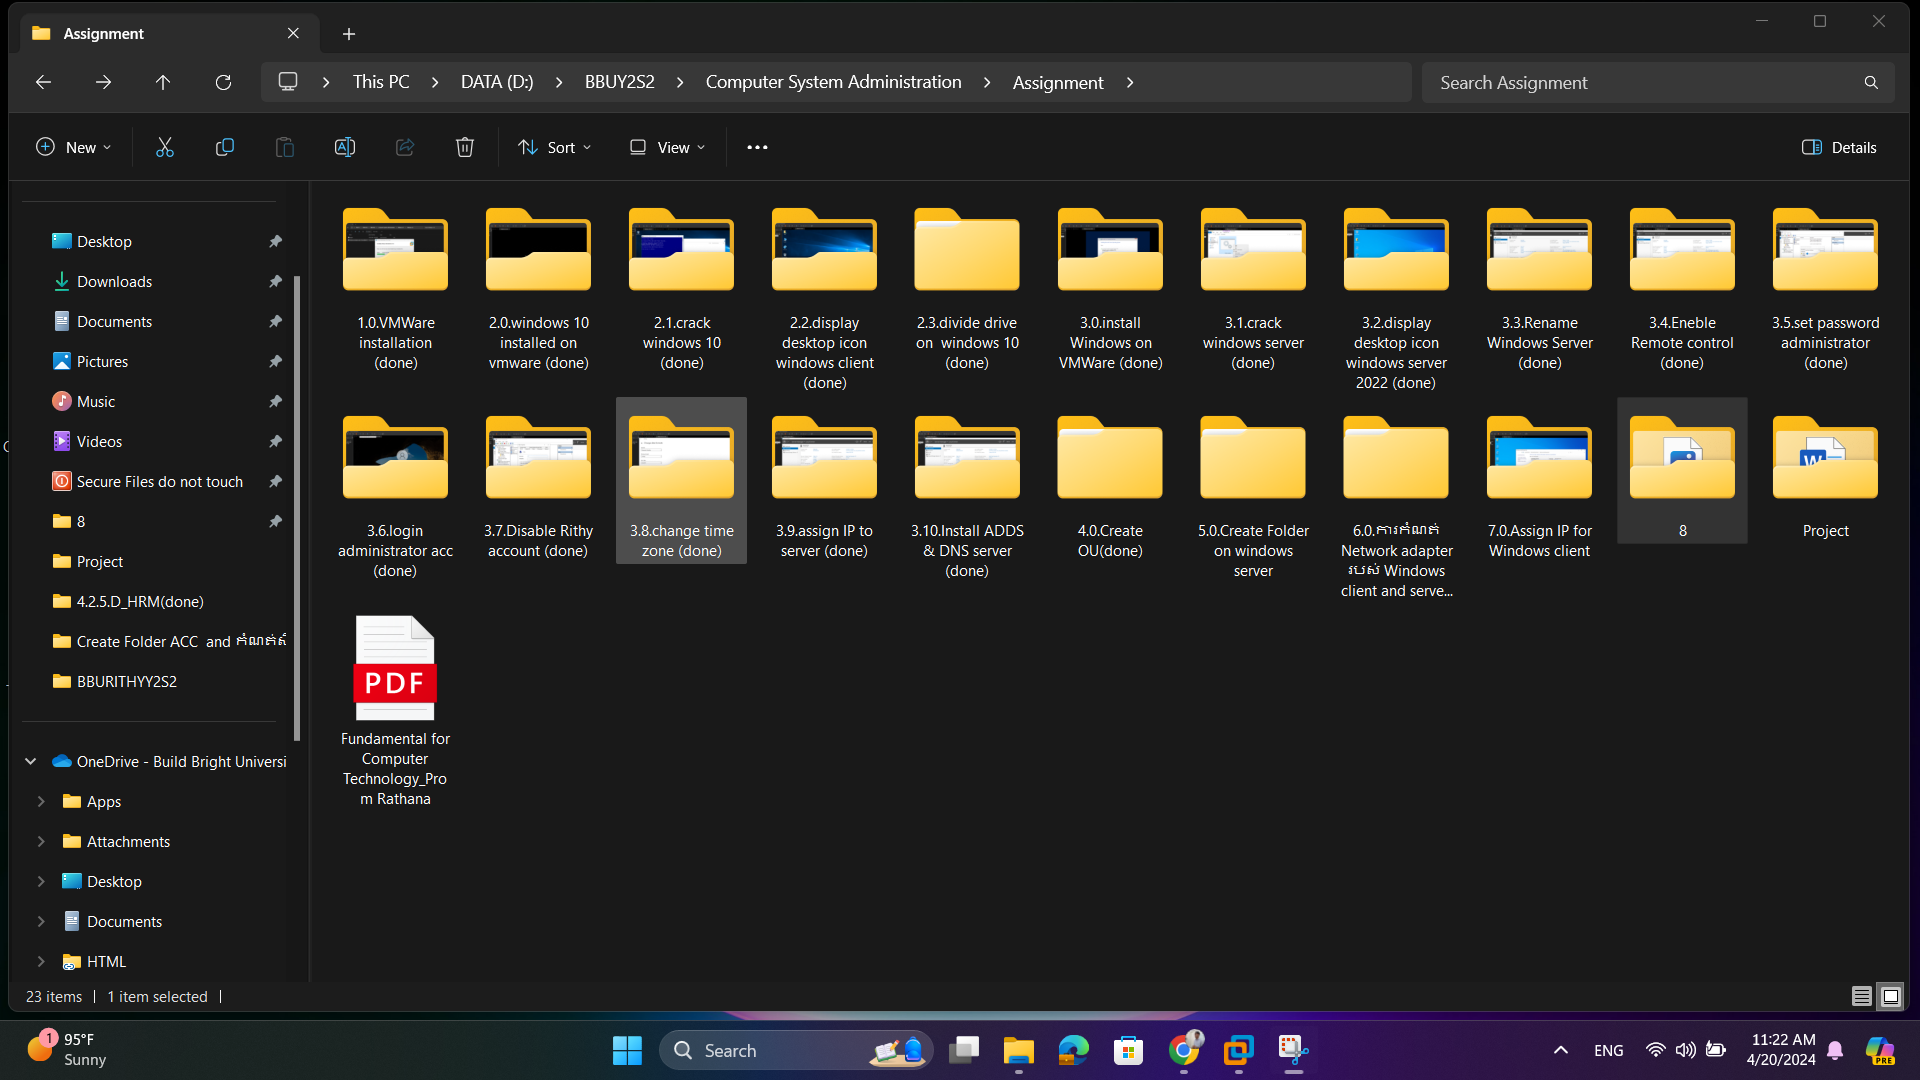 Assignment
This PC
DATA (D:)
BBUY2S2
Computer System Administration
Assignment
Search Assignment
New
Sort
View
Details
Desktop
Downloads
Documents
Pictures
Music
Videos
Secure Files do not touch
8
Project
4.2.5.D_HRM(done)
Create Folder ACC and
BBURITHYY2S2
OneDrive - Build Bright Universi
Apps
Attachments
Desktop
Documents
HTML
1.0.VMWare
installation
(done)
2.0.windows 10
installed on
vmware (done)
2.1.crack
windows 10
(done)
2.2.display
desktop icon
windows client
(done)
2.3.divide drive
on windows 10
(done)
3.0.install
Windows on
VMWare (done)
3.1.crack
windows server
(done)
3.2.display
desktop icon
windows server
2022 (done)
3.3.Rename
Windows Server
(done)
3.4.Eneble
Remote control
(done)
3.5.set password
administrator
(done)
3.6.login
administrator acc
(done)
3.7.Disable Rithy
account (done)
3.8.change time
zone (done)
3.9.assign IP to
server (done)
3.10.Install ADDS
& DNS server
(done)
4.0.Create
OU(done)
5.0.Create Folder
on windows
server
6.0.ការកំណត់
Network adapter
របស់ Windows
client and serve...
7.0.Assign IP for
Windows client
8
W
Project
PDF
Fundamental for
Computer
Technology_Pro
m Rathana
23 items
1 item selected
1
95°F
Sunny
Search
ENG
11:22 AM
4/20/2024
PRE